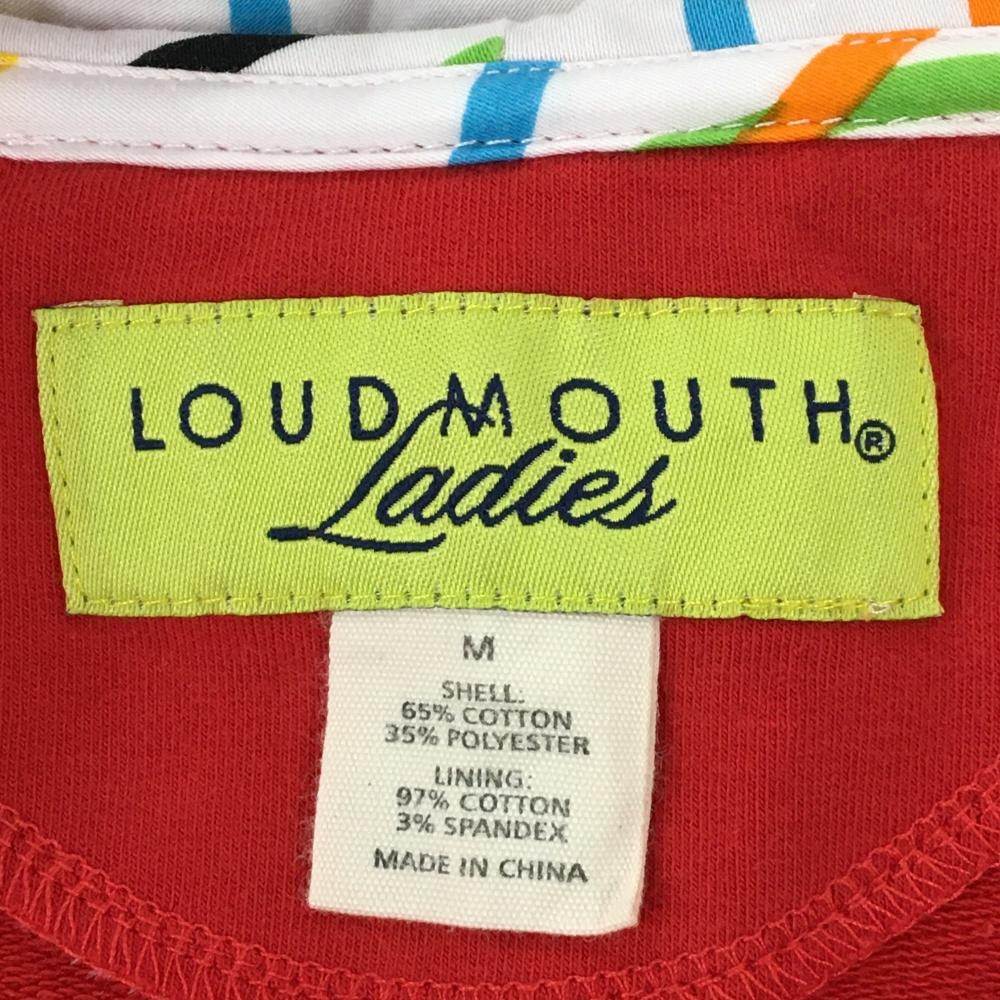 LOUDMOUTH®
Ladies
M
SHELL:
65% COTTON
35% POLYESTER
LINING:
97% COTTON
3% SPANDEX
MADE IN CHINA